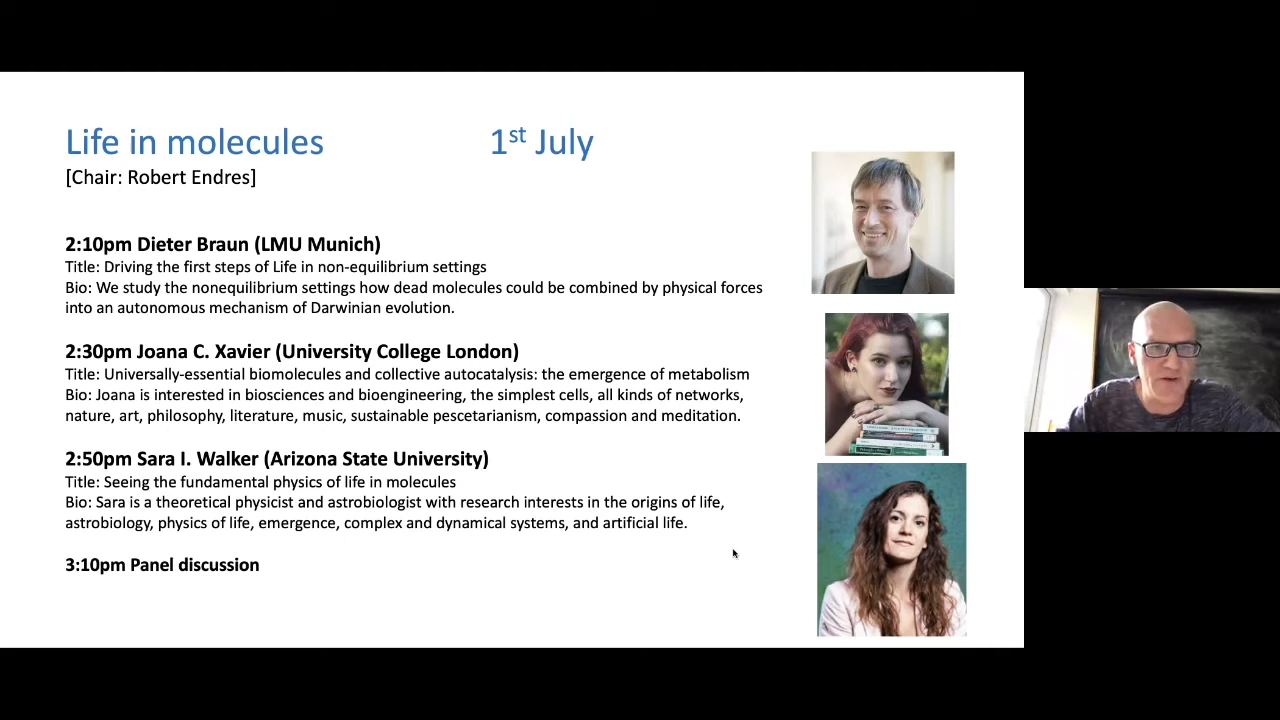 Life in molecules 1st July
[Chair: Robert Endres]
2:10pm Dieter Braun (LMU Munich)
Title: Driving the first steps of Life in non-equilibrium settings
Bio: We study the nonequilibrium settings how dead molecules could be combined by physical forces
into an autonomous mechanism of Darwinian evolution.
2:30pm Joana C. Xavier (University College London)
Title: Universally-essential biomolecules and collective autocatalysis: the emergence of metabolism
Bio: Joana is interested in biosciences and bioengineering, the simplest cells, all kinds of networks,
nature, art, philosophy, literature, music, sustainable pescetarianism, compassion and meditation.
2:50pm Sara I. Walker (Arizona State University)
Title: Seeing the fundamental physics of life in molecules
Bio: Sara is a theoretical physicist and astrobiologist with research interests in the origins of life,
astrobiology, physics of life, emergence, complex and dynamical systems, and artificial life.
3:10pm Panel discussion